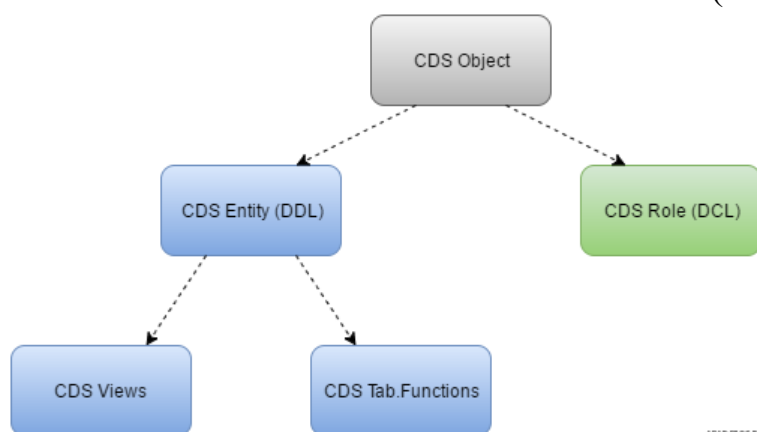 CDS Object
CDS Entity (DDL)
CDS Role (DCL)
CDS Views
CDS Tab.Functions